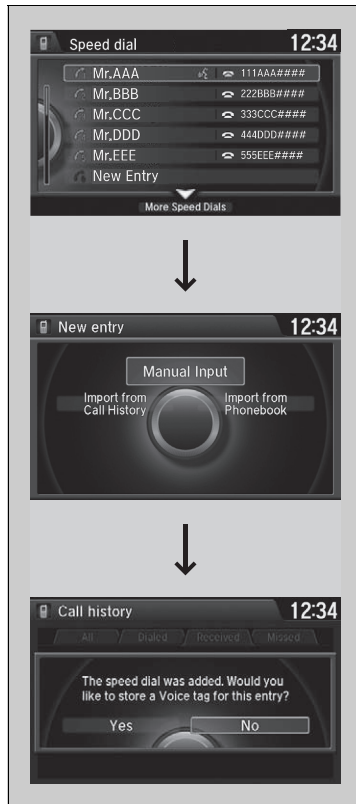 Speed dial 12:34
Mr.AAA 111AAA####
Mr.BBB 222BBB####
Mr.CCC 333CCC####
Mr.DDD 444DDD####
Mr.EEE 555EEE####
New Entry
More Speed Dials
New entry 12:34
Manual Input
Import from
Call History
Import from
Phonebook
Call history 12:34
All Dialed Received Missed
The speed dial was added. Would you
like to store a Voice tag for this entry?
Yes No